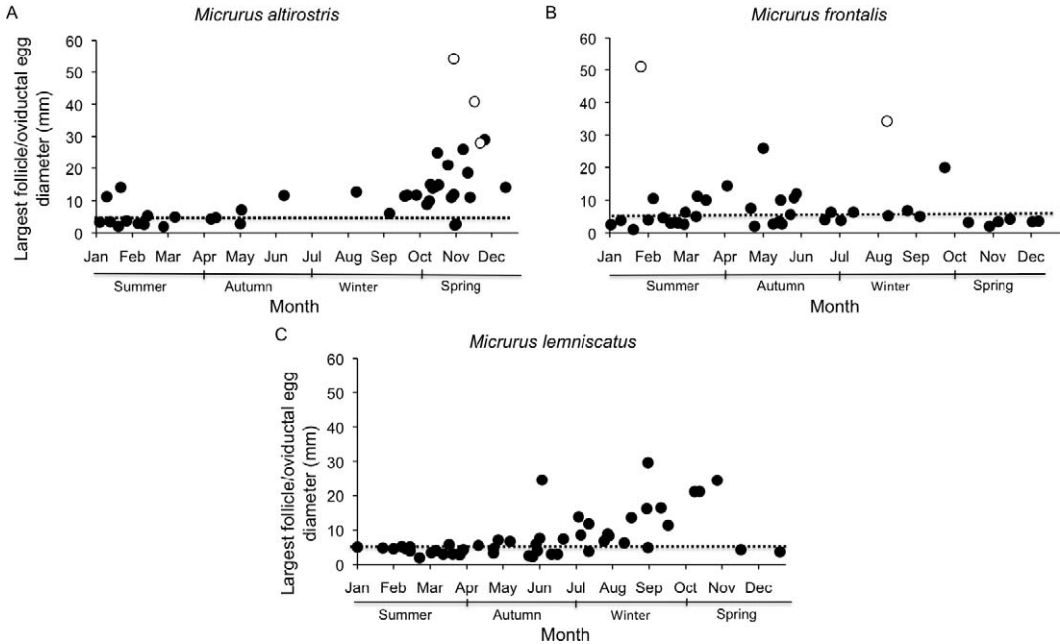 A
Micrurus altirostris
Largest follicle/oviductal egg
diameter (mm)
60
50
40
30
20
10
0
Jan Feb Mar Apr May Jun Jul Aug Sep Oct Nov Dec
Summer Autumn Winter Spring
Month
B
Micrurus frontalis
60
50
40
30
20
10
0
Jan Feb Mar Apr May Jun Jul Aug Sep Oct Nov Dec
Summer Autumn Winter Spring
Month
C
Micrurus lemniscatus
Largest follicle/oviductal egg
diameter (mm)
60
50
40
30
20
10
0
Jan Feb Mar Apr May Jun Jul Aug Sep Oct Nov Dec
Summer Autumn Winter Spring
Month